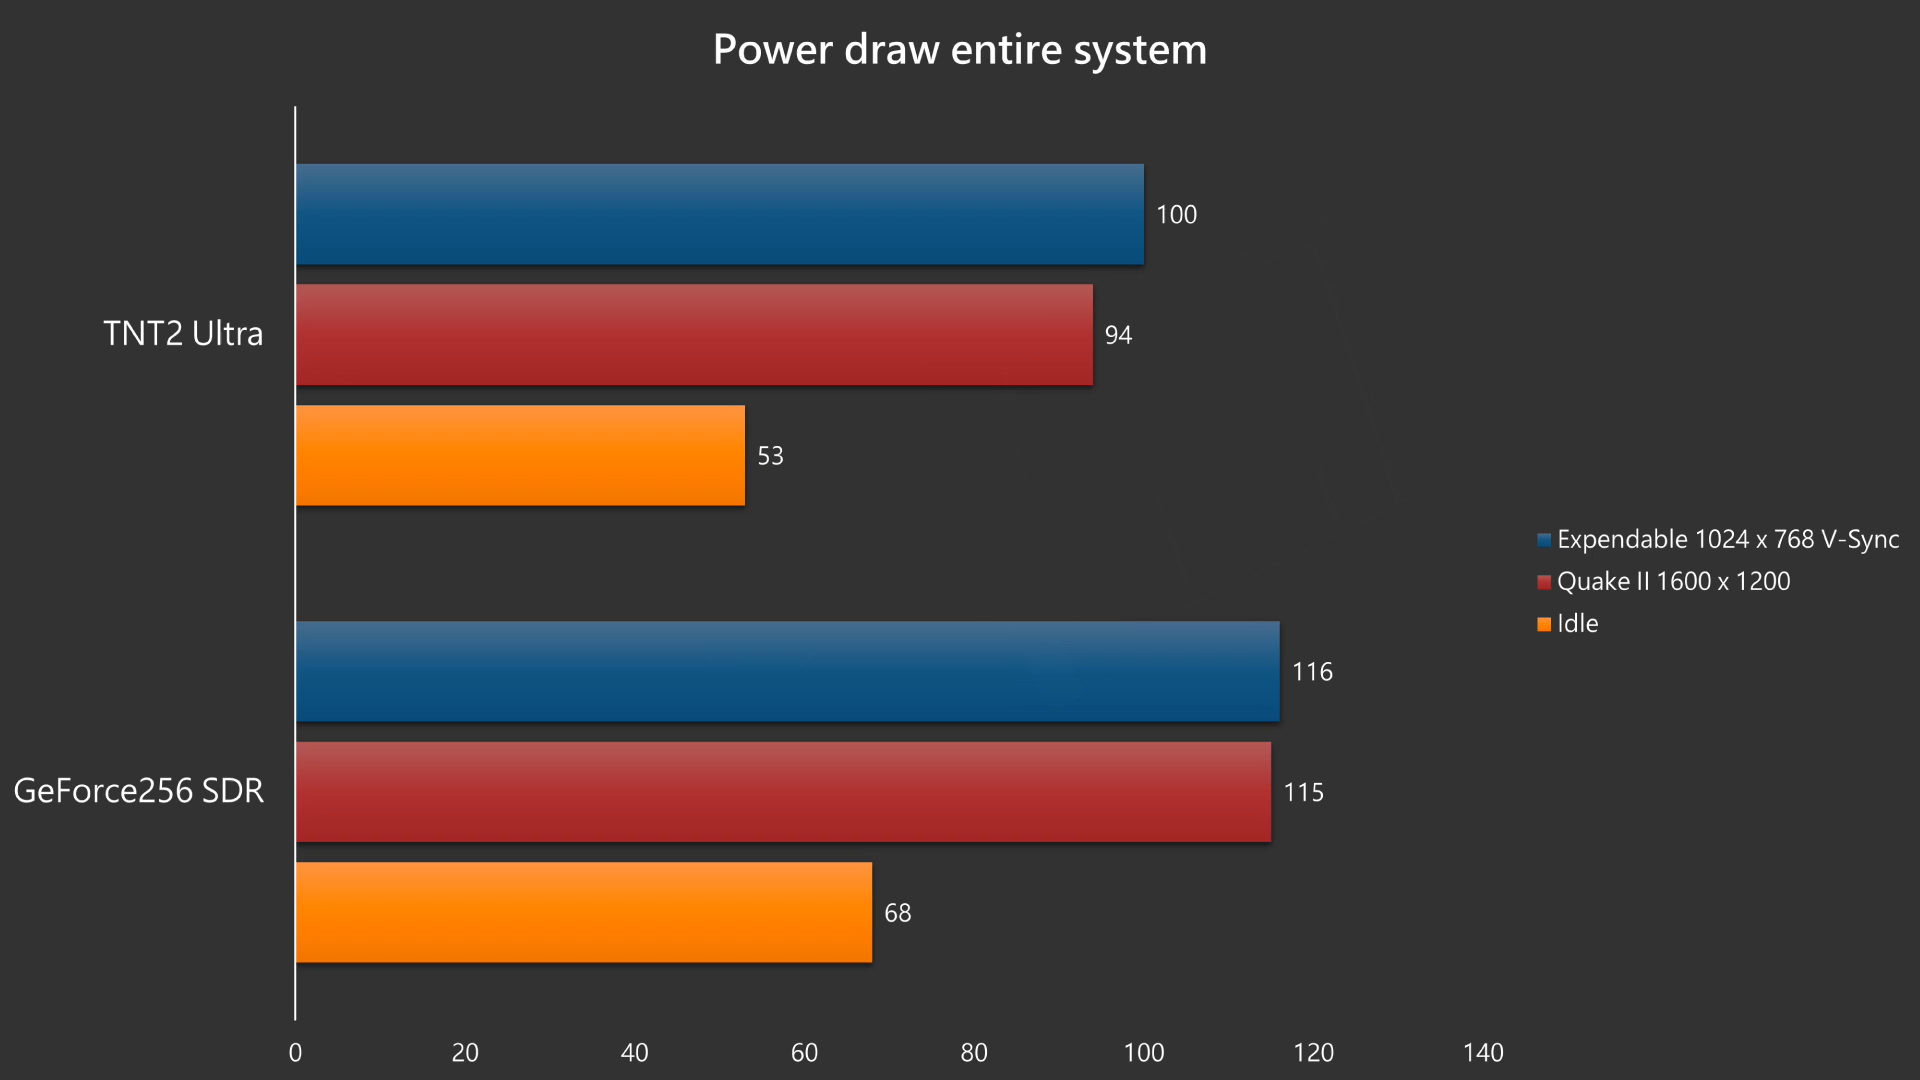 Power draw entire system
100
TNT2 Ultra
94
53
Expendable 1024 x 768 V-Sync
Quake II 1600 x 1200
Idle
116
GeForce256 SDR
115
68
0 20 40 60 80 100 120 140